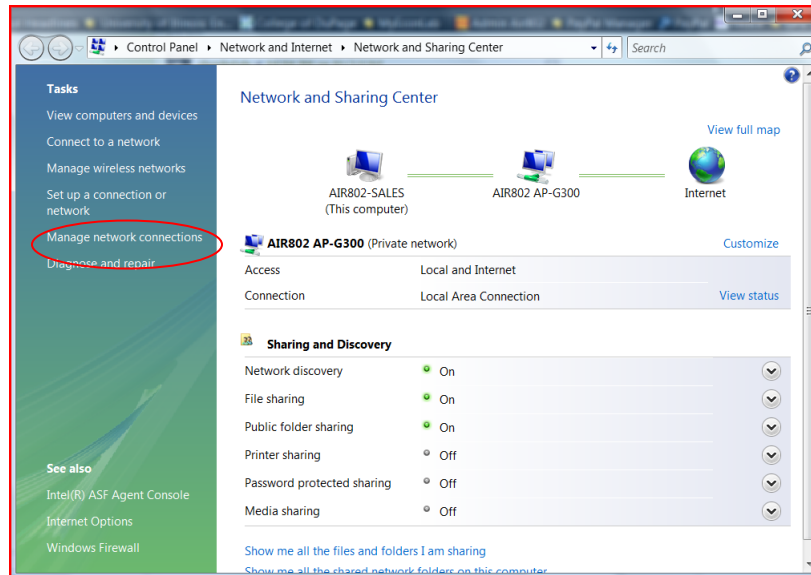 Control Panel
Network and Internet
Network and Sharing Center
Search
Tasks
View computers and devices
Connect to a network
Manage wireless networks
Set up a connection or
network
Manage network connections
Diagnose and repair
See also
Intel(R) ASF Agent Console
Internet Options
Windows Firewall
Network and Sharing Center
View full map
AIR802-SALES
(This computer)
AIR802 AP-G300
Internet
AIR802 AP-G300 (Private network)
Customize
Access Local and Internet
Connection Local Area Connection View status
Sharing and Discovery
Network discovery On
File sharing On
Public folder sharing On
Printer sharing Off
Password protected sharing Off
Media sharing Off
Show me all the files and folders I am sharing
Show me all the shared network folders on this computer